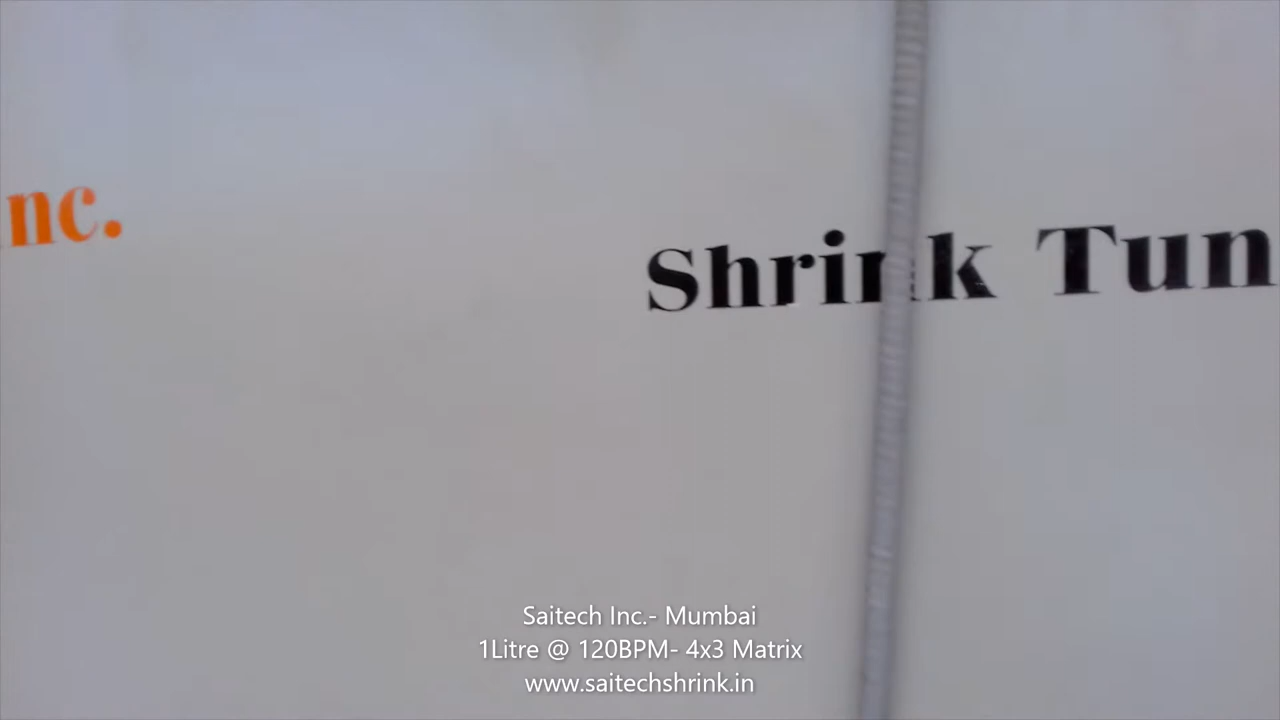 nc.
Shrink Tun
Saitech Inc.- Mumbai
1Litre @ 120BPM- 4x3 Matrix
www.saitechshrink.in